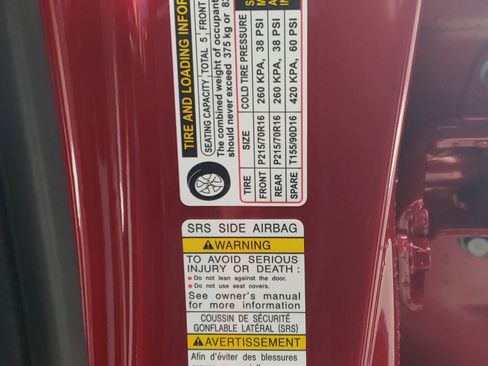 TIRE AND LOADING INFOR
SEATING CAPACITY TOTAL 5 FRONT
The combined weight of occupant
should never exceed 375 kg or 8
TIRE SIZE COLD TIRE PRESSURE
FRONT P215/70R16 260 KPA, 38 PSI
REAR P215/70R16 260 KPA, 38 PSI
SPARE T155/90D16 420 KPA, 60 PSI
SRS SIDE AIRBAG
WARNING
TO AVOID SERIOUS
INJURY OR DEATH :
Do not lean against the door.
Do not use seat covers.
See owner's manual
for more information
COUSSIN DE SÉCURITÉ
GONFLABLE LATÉRAL (SRS)
AVERTISSEMENT
Afin d'éviter des blessures